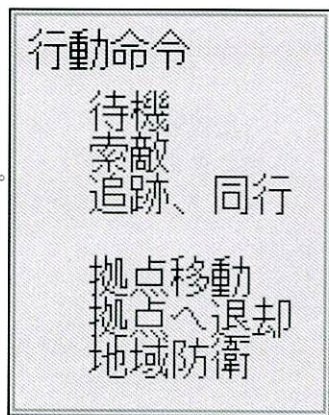 行動命令
待機
索敵
追跡、同行
拠点移動
拠点へ退却
地域防衛